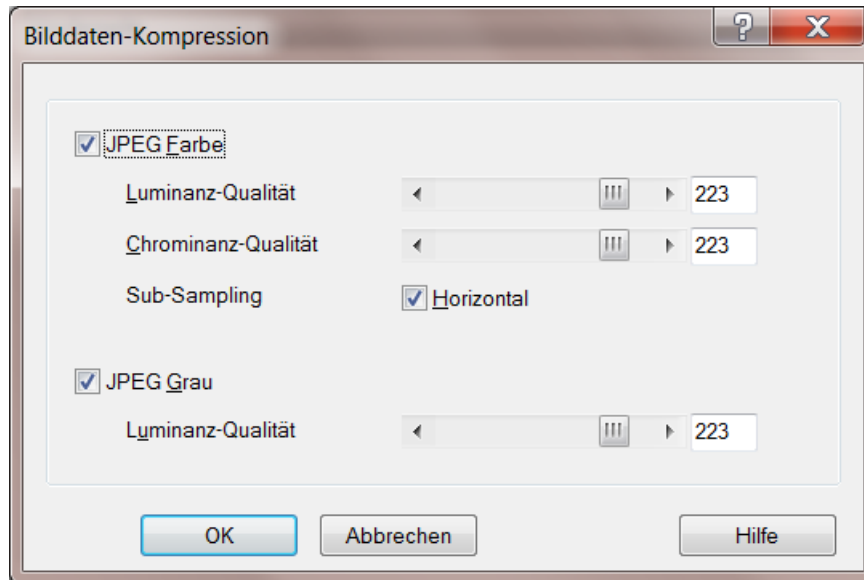 Bilddaten-Kompression
JPEG Farbe
Luminanz-Qualität 223
Chrominanz-Qualität 223
Sub-Sampling Horizontal
JPEG Grau
Luminanz-Qualität 223
OK Abbrechen Hilfe